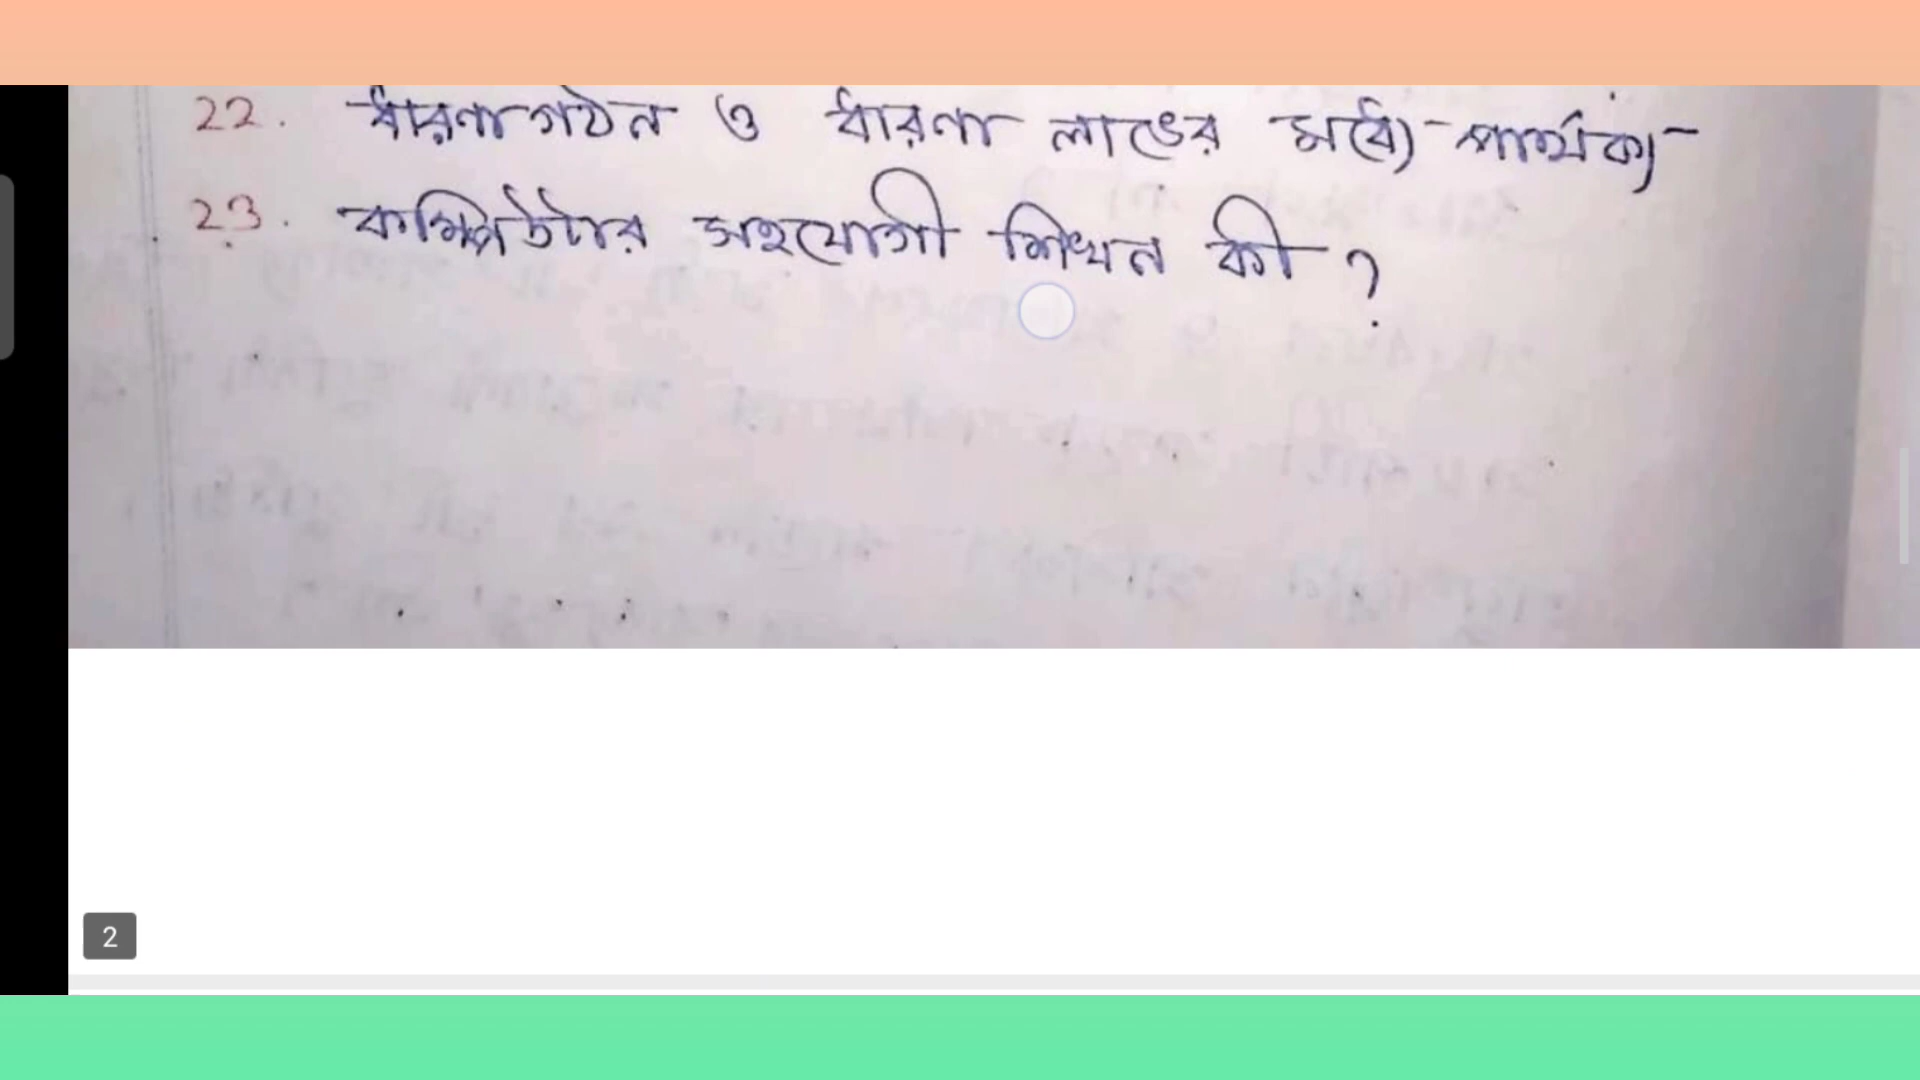 22. ধারণা গঠন ও ধারণা লাভের মধ্যে পার্থক্য
23. কম্পিউটার সহযোগী শিখন কী ?
2